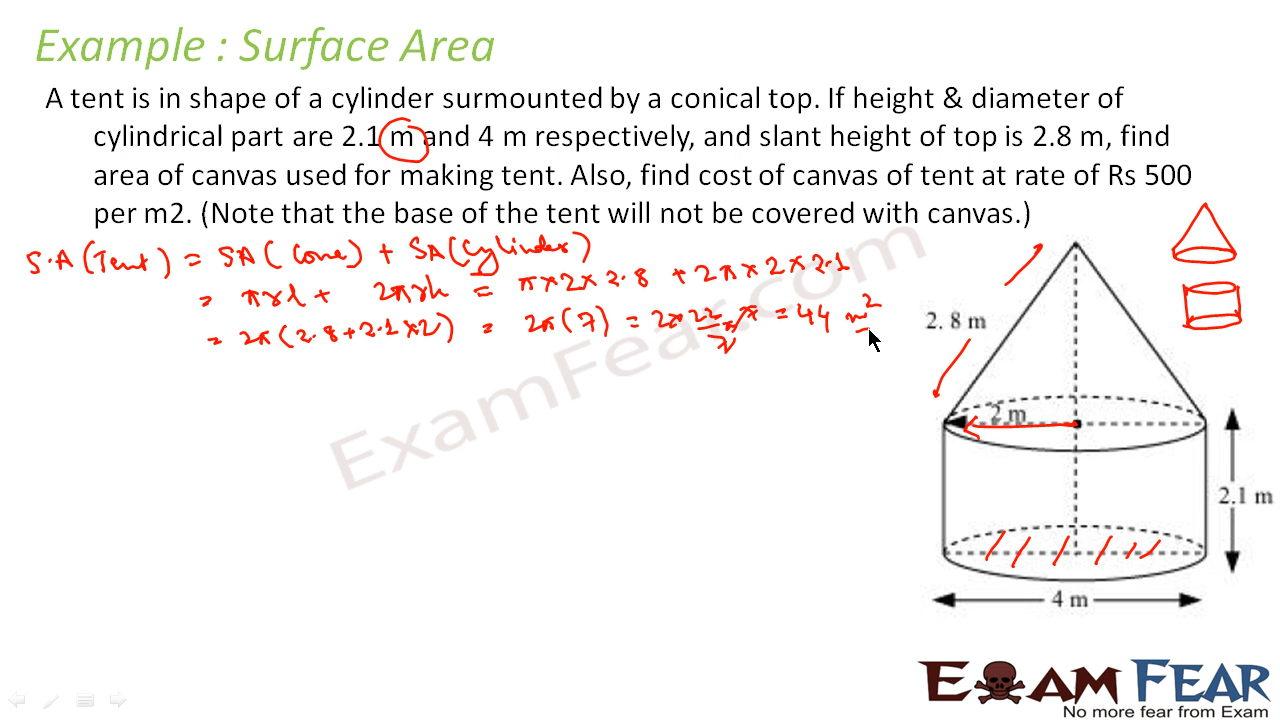 Example : Surface Area
A tent is in shape of a cylinder surmounted by a conical top. If height & diameter of
cylindrical part are 2.1 m and 4 m respectively, and slant height of top is 2.8 m, find
area of canvas used for making tent. Also, find cost of canvas of tent at rate of Rs 500
per m2. (Note that the base of the tent will not be covered with canvas.)
S.A (Tent) = SA (Cone) + SA (Cylinder)
= πrl + 2πrh = π×2×2.8 + 2π×2×2.1
= 2π(2.8+2.1×2) = 2π(7) = 2×22/7×7 = 44 m²
2.8 m
2 m
2.1 m
4 m
ExamFear.com
EXAM FEAR
No more fear from Exam